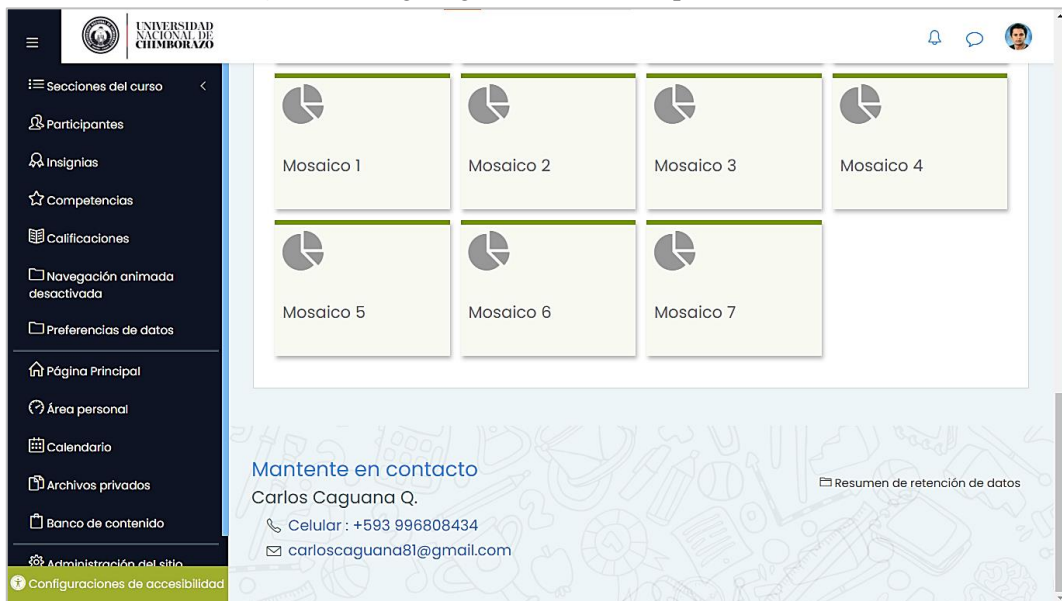 UNIVERSIDAD
NACIONAL DE
CHIMBORAZO
Secciones del curso
Participantes
Insignias
Competencias
Calificaciones
Navegación animada
desactivada
Preferencias de datos
Página Principal
Área personal
Calendario
Archivos privados
Banco de contenido
Administración del sitio
Configuraciones de accesibilidad
Mosaico 1
Mosaico 2
Mosaico 3
Mosaico 4
Mosaico 5
Mosaico 6
Mosaico 7
Mantente en contacto
Carlos Caguana Q.
Celular : +593 996808434
carloscaguana81@gmail.com
Resumen de retención de datos